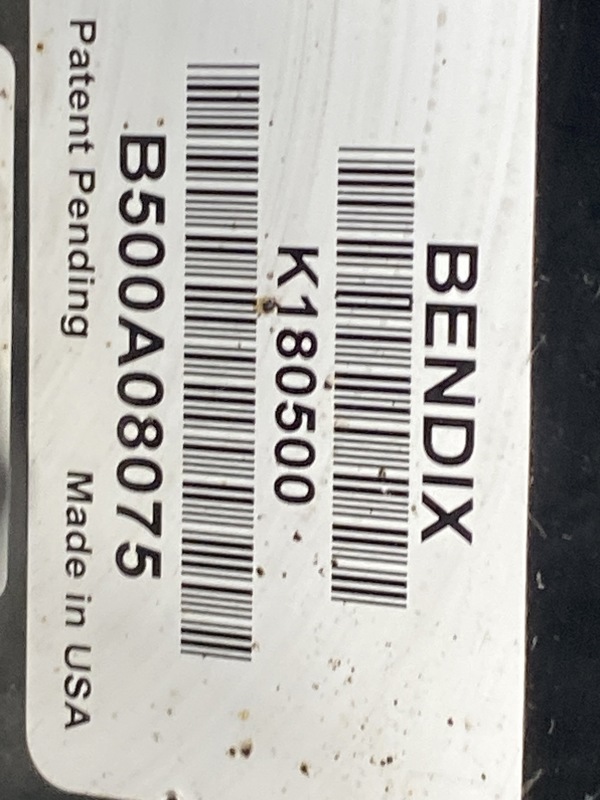 BENDIX
K180500
B500A08075
Patent Pending Made in USA